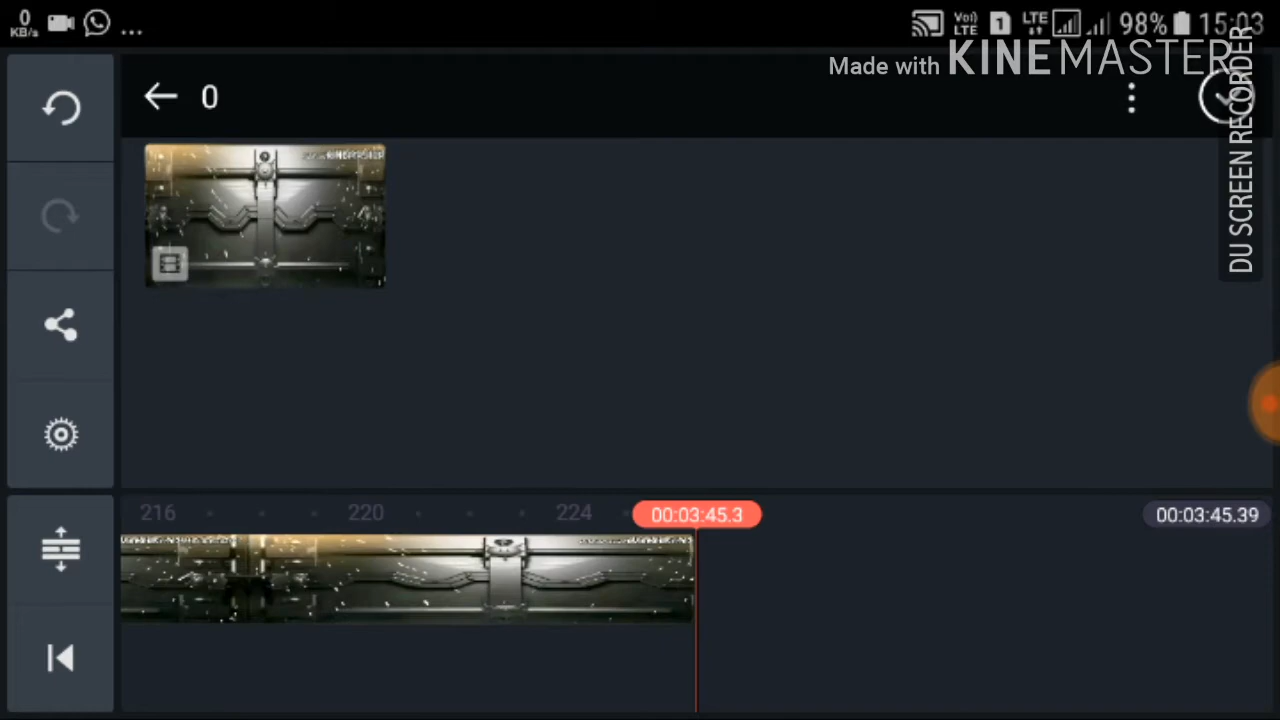 0
KB/s
...
Vo)
LTE
1
LTE
98%
15:03
Made with KINEMASTER
DU SCREEN RECORDER
0
216
220
224
00:03:45.3
00:03:45.39